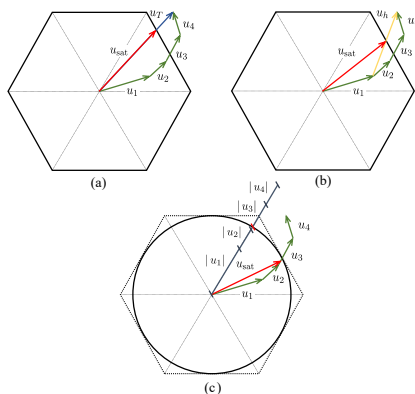 u_T
u_4
u_sat
u_3
u_2
u_1
(a)
u_h
u_sat
u_3
u_2
u_1
(b)
| u_4|
| u_3|
| u_2|
u_4
| u_1|
u_sat
u_3
u_2
u_1
(c)